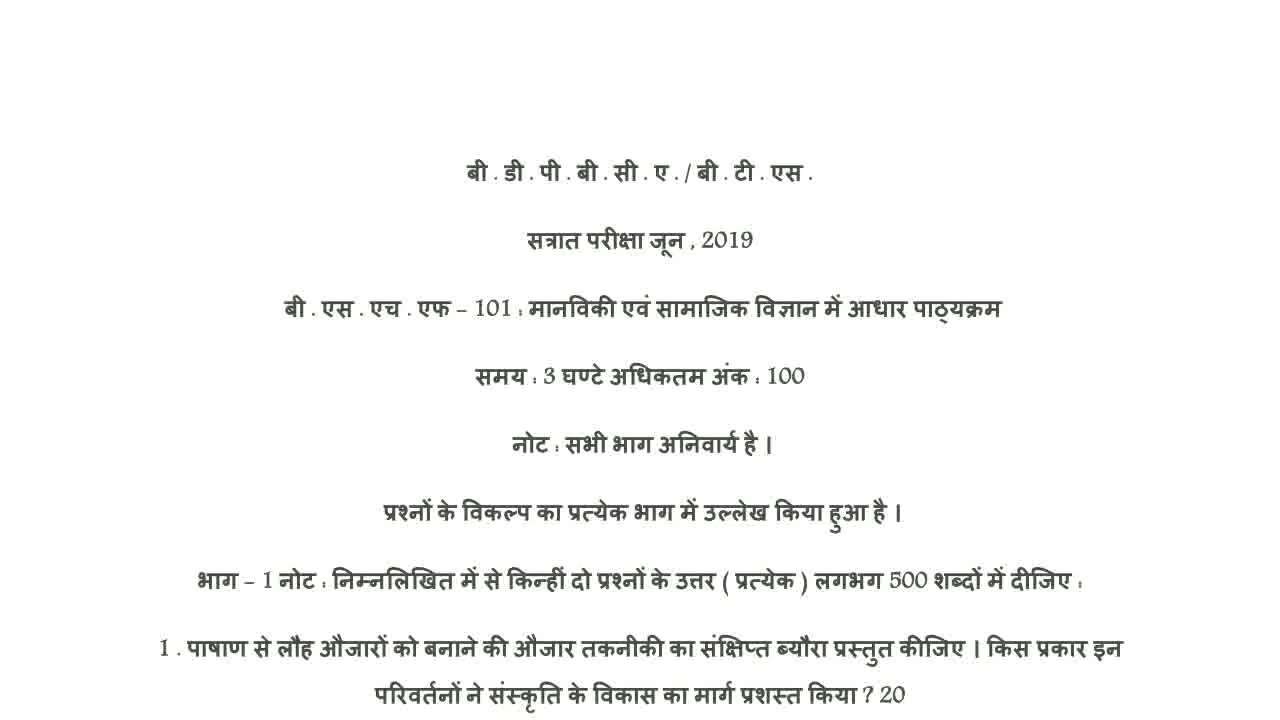 बी . डी . पी . बी . सी . ए . / बी . टी . एस .
सत्रात परीक्षा जून , 2019
बी . एस . एच . एफ – 101 : मानविकी एवं सामाजिक विज्ञान में आधार पाठ्यक्रम
समय : 3 घण्टे अधिकतम अंक : 100
नोट : सभी भाग अनिवार्य है ।
प्रश्नों के विकल्प का प्रत्येक भाग में उल्लेख किया हुआ है ।
भाग – 1 नोट : निम्नलिखित में से किन्हीं दो प्रश्नों के उत्तर ( प्रत्येक ) लगभग 500 शब्दों में दीजिए :
1 . पाषाण से लौह औजारों को बनाने की औजार तकनीकी का संक्षिप्त ब्यौरा प्रस्तुत कीजिए । किस प्रकार इन
परिवर्तनों ने संस्कृति के विकास का मार्ग प्रशस्त किया ? 20